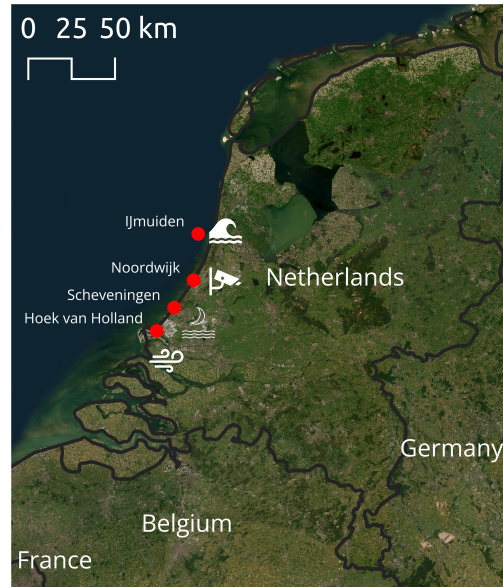 0 25 50 km
IJmuiden
Noordwijk
Netherlands
Scheveningen
Hoek van Holland
Germany
Belgium
France